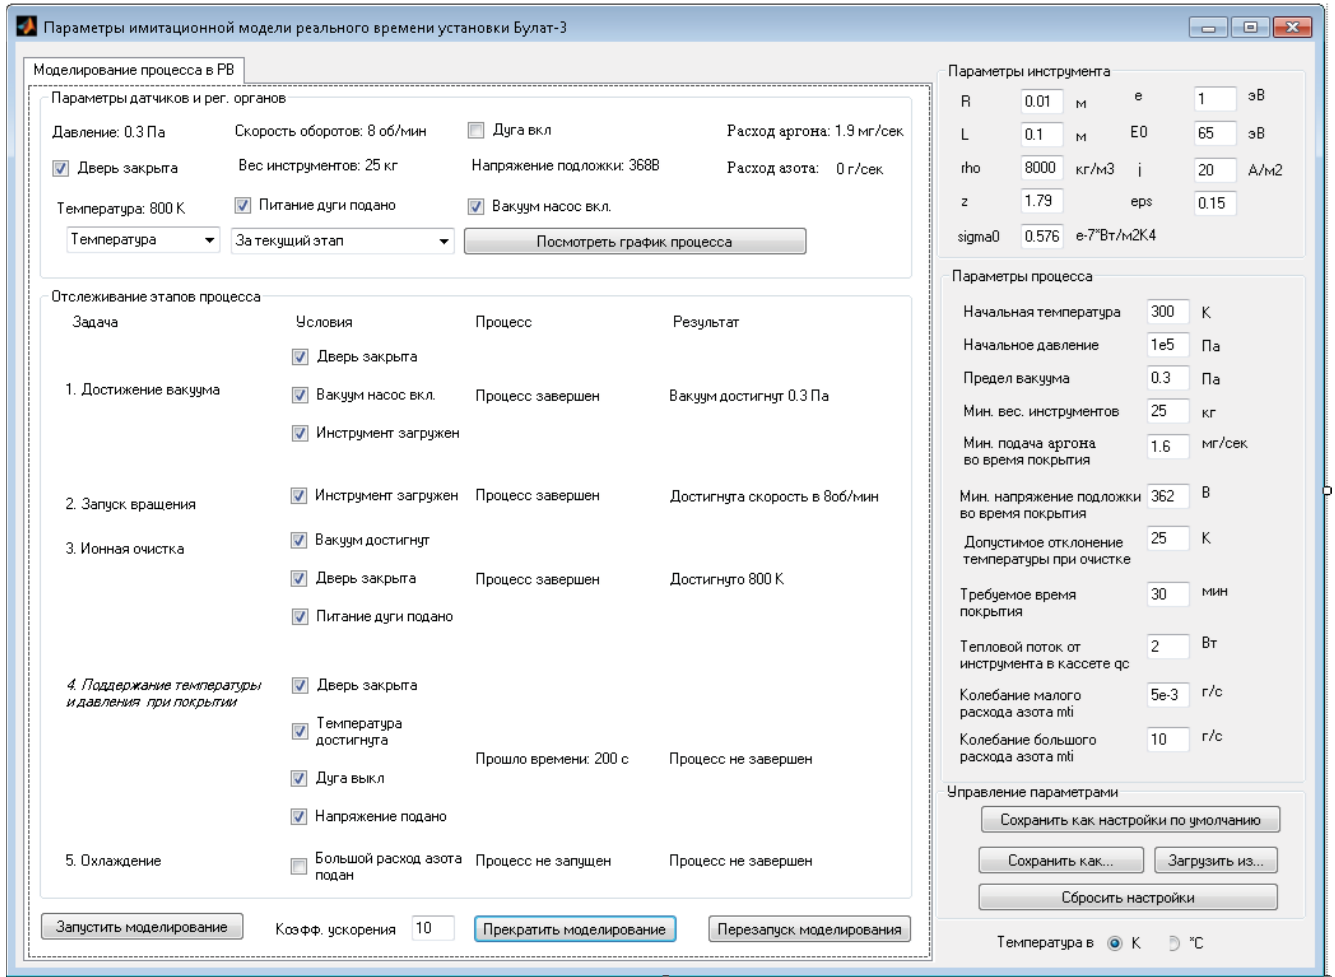 Параметры имитационной модели реального времени установки Булат-3
Моделирование процесса в РВ
Параметры датчиков и рег. органов
Давление: 0.3 Па
Скорость оборотов: 8 об/мин
Дуга вкл
Расход аргона: 1.9 мг/сек
Дверь закрыта
Вес инструментов: 25 кг
Напряжение подложки: 368В
Расход азота: 0 г/сек
Температура: 800 К
Питание дуги подано
Вакуум насос вкл.
Температура
За текущий этап
Посмотреть график процесса
Отслеживание этапов процесса
Задача
Условия
Процесс
Результат
Дверь закрыта
1. Достижение вакуума
Вакуум насос вкл.
Процесс завершен
Вакуум достигнут 0.3 Па
Инструмент загружен
2. Запуск вращения
Инструмент загружен
Процесс завершен
Достигнута скорость в 8об/мин
3. Ионная очистка
Вакуум достигнут
Дверь закрыта
Процесс завершен
Достигнуто 800 К
Питание дуги подано
4. Поддержание температуры
и давления при покрытии
Дверь закрыта
Температура
достигнута
Прошло времени: 200 с
Процесс не завершен
Дуга выкл
Напряжение подано
5. Охлаждение
Большой расход азота
подан
Процесс не запущен
Процесс не завершен
Запустить моделирование
Коэфф. ускорения
10
Прекратить моделирование
Перезапуск моделирования
Параметры инструмента
R 0.01 м
e 1 эВ
L 0.1 м
E0 65 эВ
rho 8000 кг/м3
j 20 А/м2
z 1.79
eps 0.15
sigma0 0.576 e-7*Вт/м2К4
Параметры процесса
Начальная температура 300 К
Начальное давление 1e5 Па
Предел вакуума 0.3 Па
Мин. вес. инструментов 25 кг
Мин. подача аргона
во время покрытия
1.6 мг/сек
Мин. напряжение подложки
во время покрытия
362 В
Допустимое отклонение
температуры при очистке
25 К
Требуемое время
покрытия
30 мин
Тепловой поток от
инструмента в кассете qc
2 Вт
Колебание малого
расхода азота mti
5e-3 г/с
Колебание большого
расхода азота mti
10 г/с
Управление параметрами
Сохранить как настройки по умолчанию
Сохранить как...
Загрузить из...
Сбросить настройки
Температура в К °C